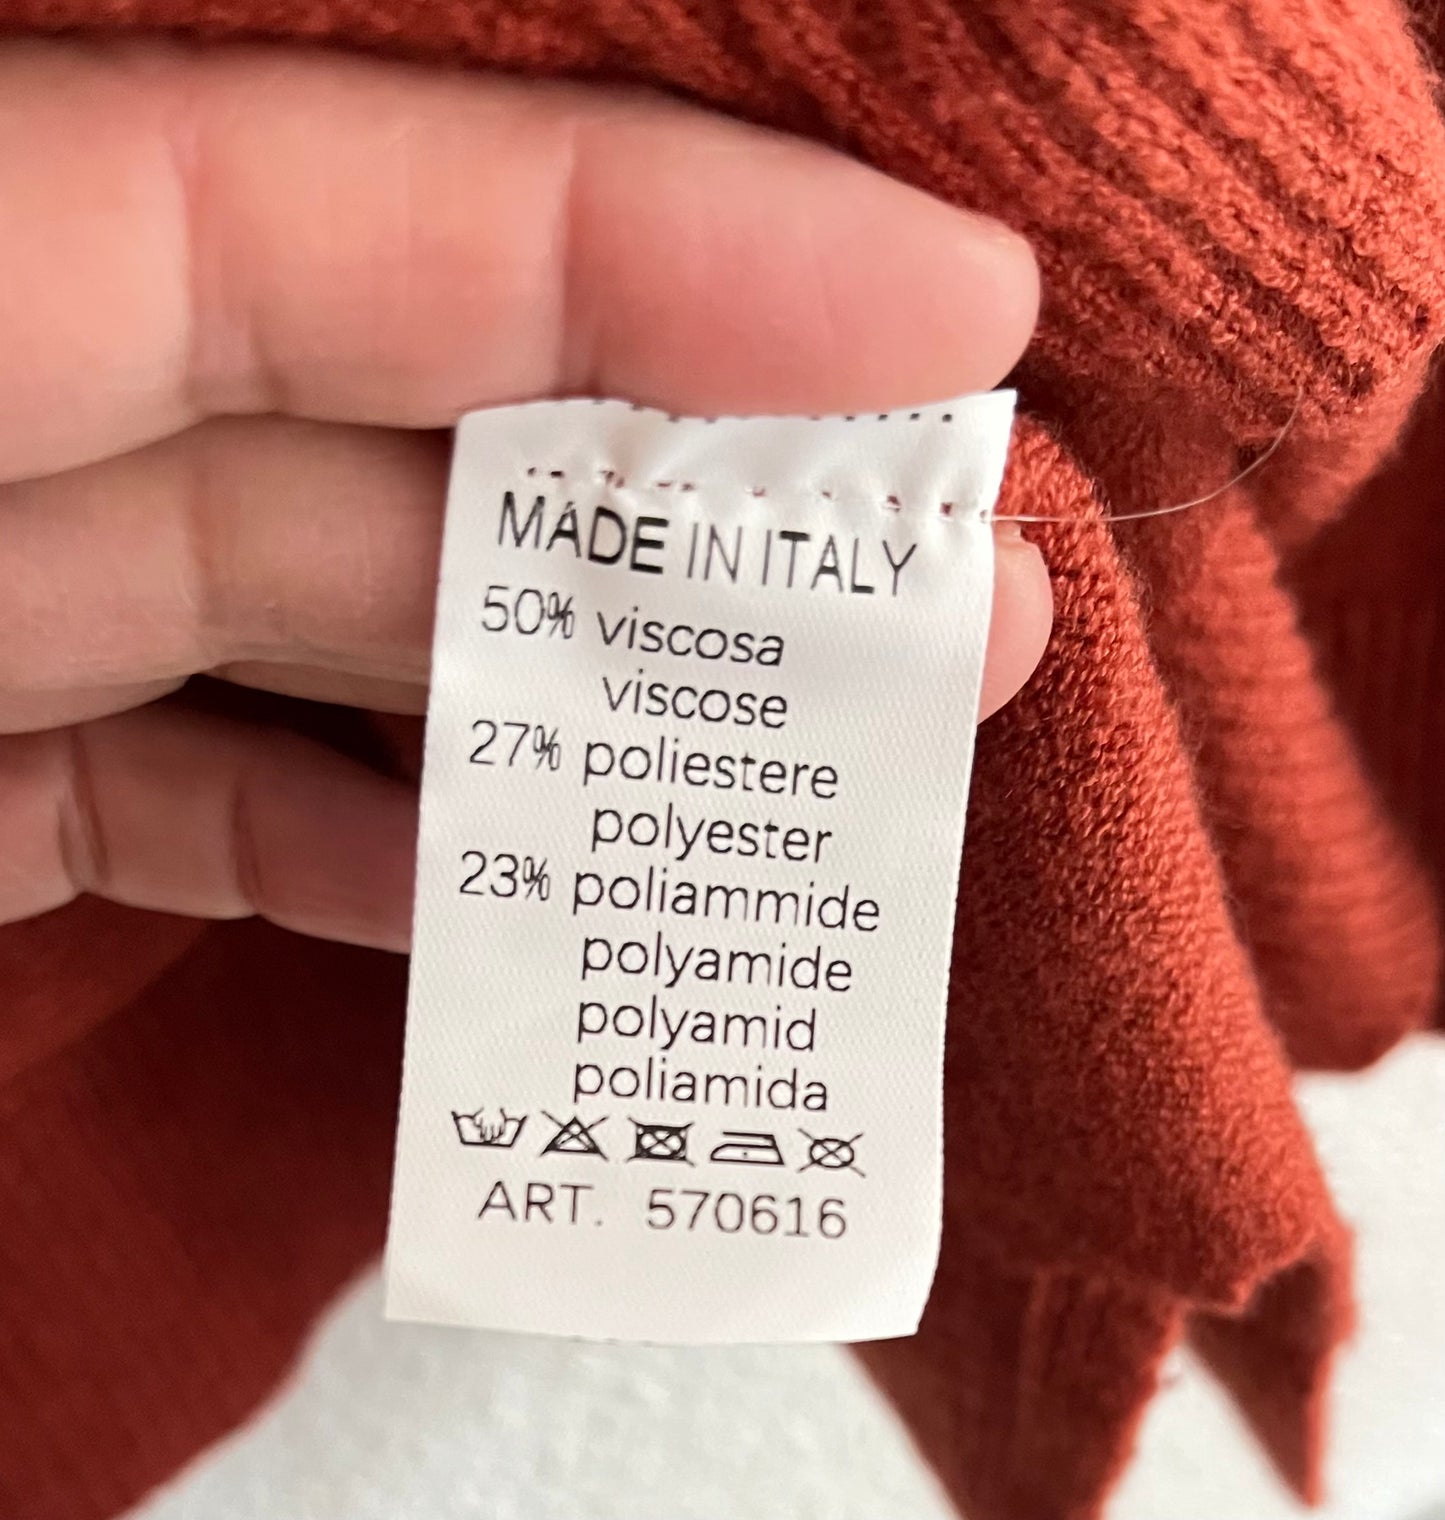 MADE IN ITALY
50% viscosa
viscose
27% poliestere
polyester
23% poliammide
polyamide
polyamid
poliamida
ART. 570616